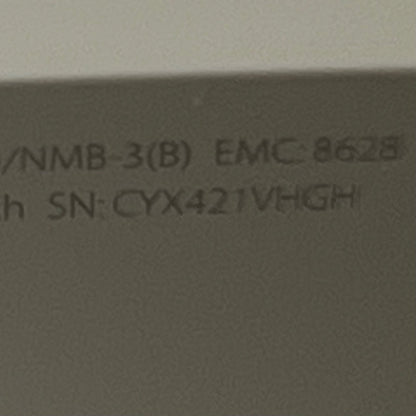 /NMB-3(B) EMC: 8628
h SN: CYX421VHGH